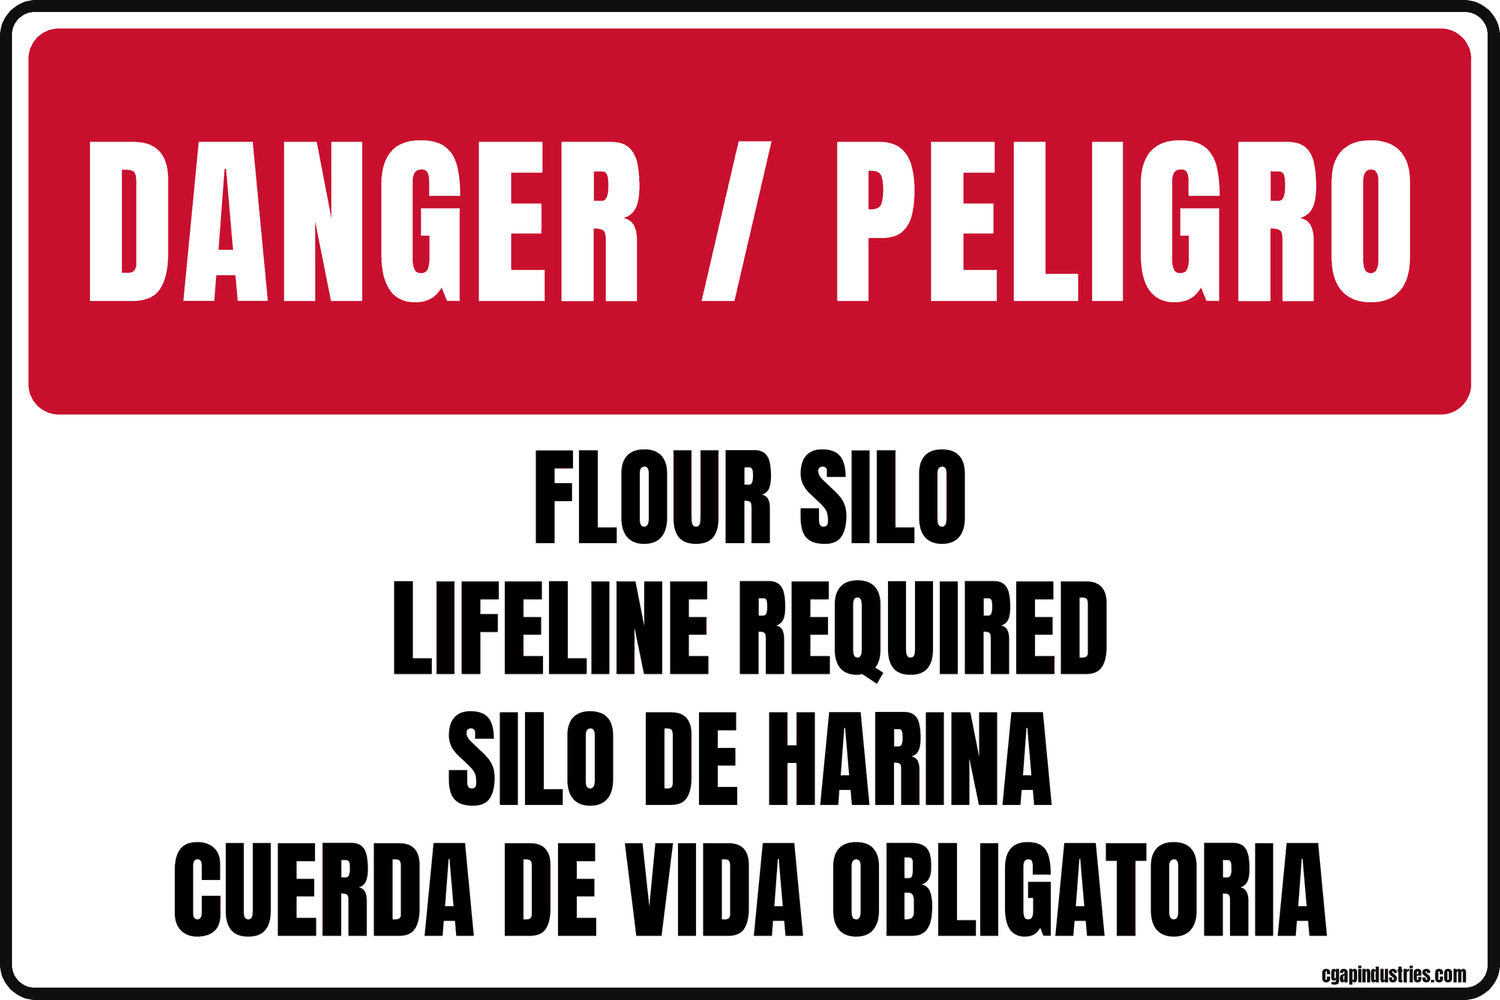 DANGER / PELIGRO
FLOUR SILO
LIFELINE REQUIRED
SILO DE HARINA
CUERDA DE VIDA OBLIGATORIA
cgapindustries.com